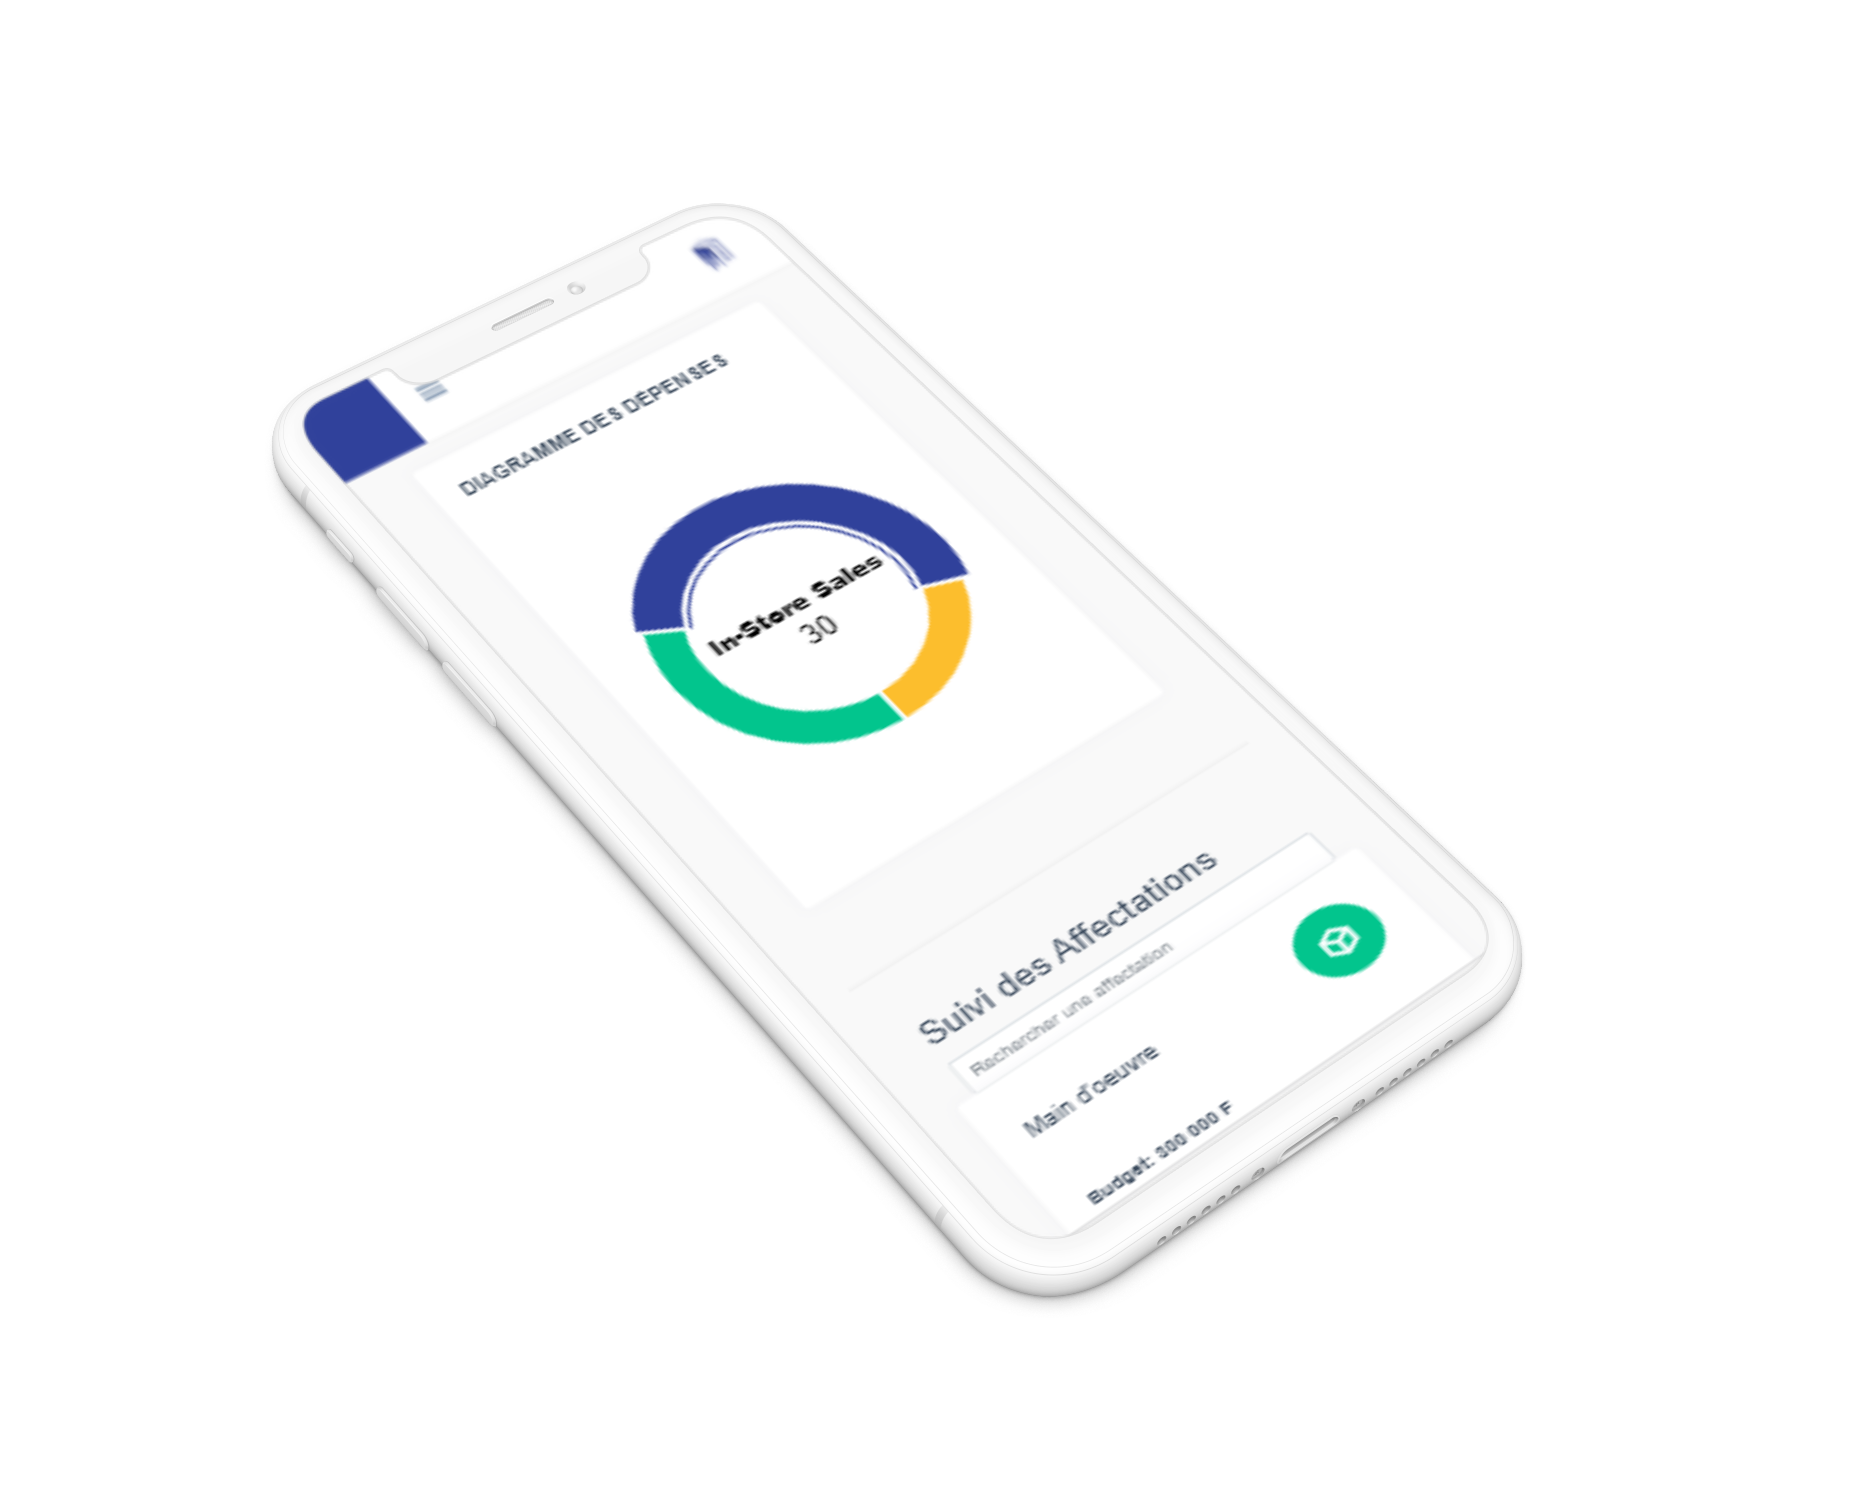 DIAGRAMME DES DÉPENSES
In-Store Sales
30
Suivi des Affectations
Rechercher une affectation
Main d'oeuvre
Budget: 300 000 F